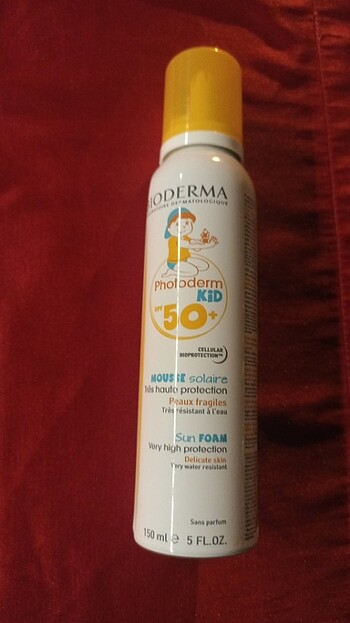 BIODERMA
LABORATOIRE DERMATOLOGIQUE
Photoderm
KiD
SPF 50+
CELLULAR
BIOPROTECTION™
MOUSSE solaire
Très haute protection
Peaux fragiles
Très résistant à l'eau
Sun FOAM
Very high protection
Delicate skin
Very water resistant
Sans parfum
150 ml e 5 FL.OZ.